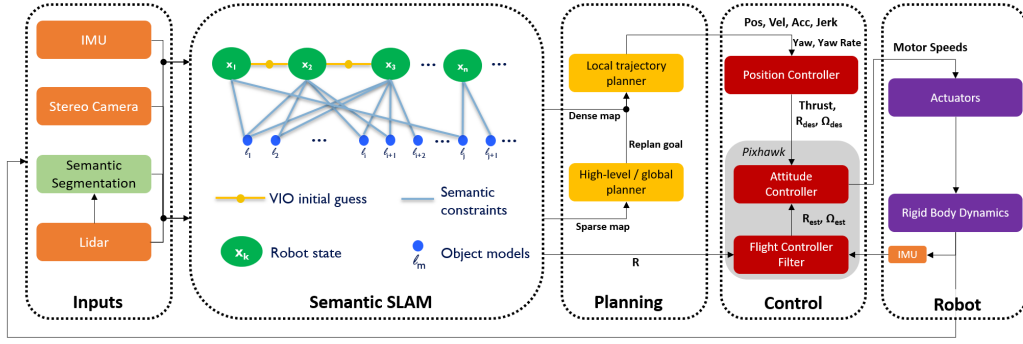 IMU
Stereo Camera
Semantic
Segmentation
Lidar
Inputs
x1
x2
x3
...
xn
...
ℓ1
ℓ2
...
ℓi
ℓi+1
ℓi+2
...
ℓj
ℓj+1
...
VIO initial guess
Semantic
constraints
xk
Robot state
ℓm
Object models
Semantic SLAM
Local trajectory
planner
Dense map
Replan goal
High-level / global
planner
Sparse map
R
Planning
Pos, Vel, Acc, Jerk
Yaw, Yaw Rate
Position Controller
Thrust,
Rdes, Ωdes
Pixhawk
Attitude
Controller
Rest, Ωest
Flight Controller
Filter
Control
Motor Speeds
Actuators
Rigid Body Dynamics
IMU
Robot